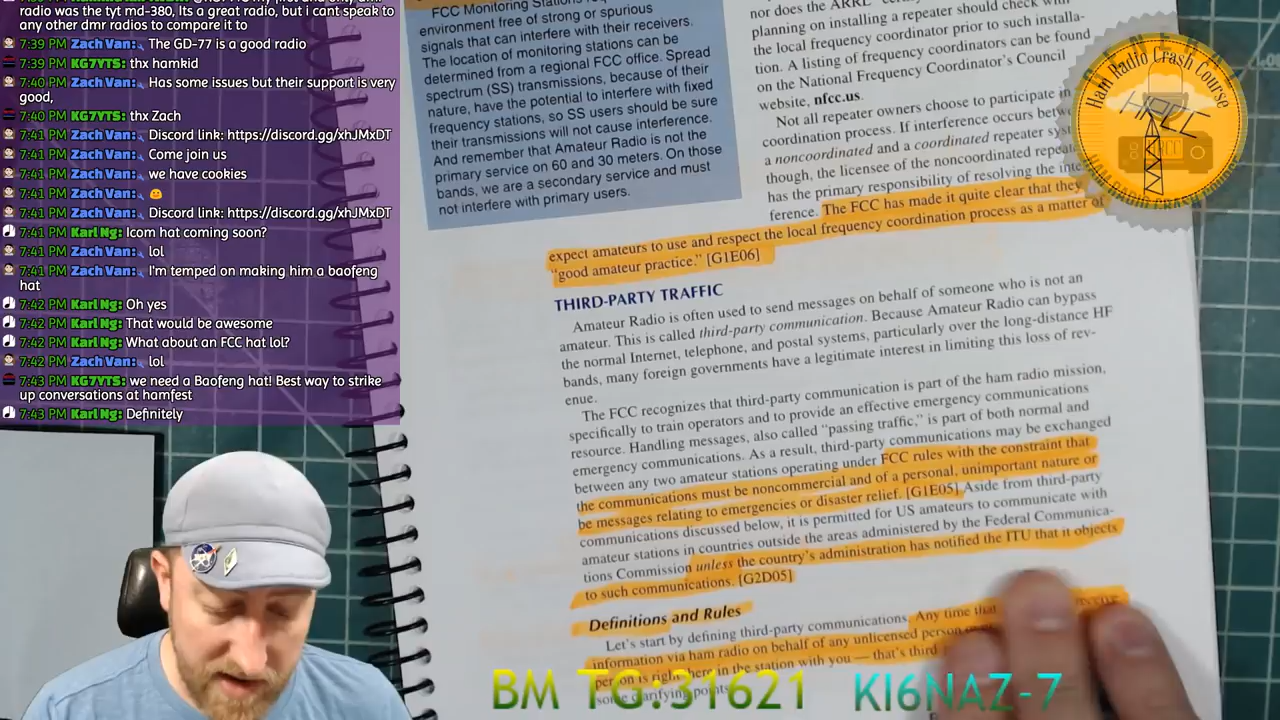 radio was the tyt md-380, Its a great radio, but i cant speak to
any other dmr radios to compare it to
7:39 PM Zach Van: The GD-77 is a good radio
7:39 PM KG7YTS: thx hamkid
7:40 PM Zach Van: Has some issues but their support is very
good,
7:40 PM KG7YTS: thx Zach
7:41 PM Zach Van: Discord link: https://discord.gg/xhJMxDT
7:41 PM Zach Van: Come join us
7:41 PM Zach Van: we have cookies
7:41 PM Zach Van:
7:41 PM Zach Van: Discord link: https://discord.gg/xhJMxDT
7:41 PM Karl Ng: Icom hat coming soon?
7:41 PM Zach Van: lol
7:41 PM Zach Van: I'm temped on making him a baofeng
hat
7:42 PM Karl Ng: Oh yes
7:42 PM Karl Ng: That would be awesome
7:42 PM Karl Ng: What about an FCC hat lol?
7:42 PM Zach Van: lol
7:43 PM KG7YTS: we need a Baofeng hat! Best way to strike
up conversations at hamfest
7:43 PM Karl Ng: Definitely
FCC Monitoring Stations
environment free of strong or spurious
signals that can interfere with their receivers.
The location of monitoring stations can be
determined from a regional FCC office. Spread
spectrum (SS) transmissions, because of their
nature, have the potential to interfere with fixed
frequency stations, so SS users should be sure
their transmissions will not cause interference.
And remember that Amateur Radio is not the
primary service on 60 and 30 meters. On those
bands, we are a secondary service and must
not interfere with primary users.
nor does the ARRL
planning on installing a repeater should check with
the local frequency coordinator prior to such installa-
tion. A listing of frequency coordinators can be found
on the National Frequency Coordinator's Council
website, nfcc.us.
Not all repeater owners choose to participate in
coordination process. If interference occurs
a noncoordinated and a coordinated repeater
though, the licensee of the noncoordinated
has the primary responsibility of resolving the
ference. The FCC has made it quite clear that they
expect amateurs to use and respect the local frequency coordination process as a matter of
"good amateur practice." [G1E06]
THIRD-PARTY TRAFFIC
Amateur Radio is often used to send messages on behalf of someone who is not an
amateur. This is called third-party communication. Because Amateur Radio can bypass
the normal Internet, telephone, and postal systems, particularly over the long-distance HF
bands, many foreign governments have a legitimate interest in limiting this loss of rev-
enue.
The FCC recognizes that third-party communication is part of the ham radio mission,
specifically to train operators and to provide an effective emergency communications
resource. Handling messages, also called "passing traffic," is part of both normal and
emergency communications. As a result, third-party communications may be exchanged
between any two amateur stations operating under FCC rules with the constraint that
the communications must be noncommercial and of a personal, unimportant nature or
be messages relating to emergencies or disaster relief. [G1E05] Aside from third-party
communications discussed below, it is permitted for US amateurs to communicate with
amateur stations in countries outside the areas administered by the Federal Communica-
tions Commission unless the country's administration has notified the ITU that it objects
to such communications. [G2D05]
Definitions and Rules
Let's start by defining third-party communications. Any time that
information via ham radio on behalf of any unlicensed person
person is right here in the station with you — that's third
some clarifying points
Ham Radio Crash Course
HRCC
BM TG:31621 KI6NAZ-7